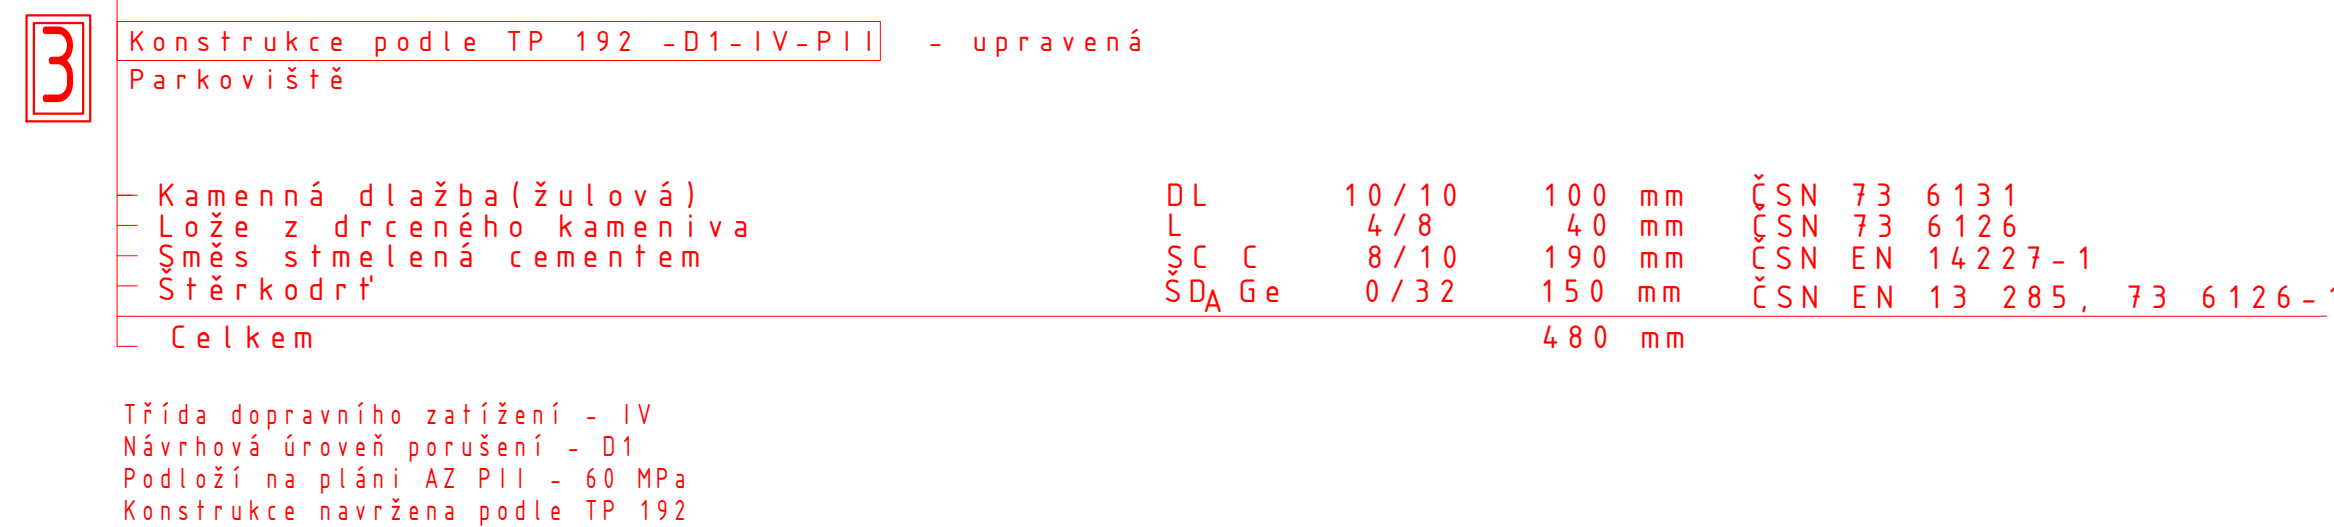 3
Konstrukce podle TP 192 -D1-IV-PII - upravená
Parkoviště
Kamenná dlažba(žulová) DL 10/10 100 mm ČSN 73 6131
Lože z drceného kameniva L 4/8 40 mm ČSN 73 6126
Směs stmelená cementem SC C 8/10 190 mm ČSN EN 14227-1
Štěrkodrť ŠDA Ge 0/32 150 mm ČSN EN 13 285, 73 6126-1
Celkem 480 mm
Třída dopravního zatížení - IV
Návrhová úroveň porušení - D1
Podloží na pláni AZ PII - 60 MPa
Konstrukce navržena podle TP 192